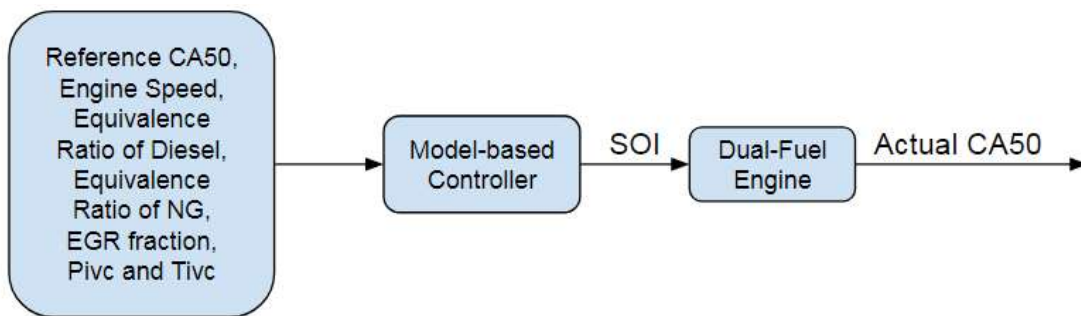 Reference CA50,
Engine Speed,
Equivalence
Ratio of Diesel,
Equivalence
Ratio of NG,
EGR fraction,
Pivc and Tivc
Model-based
Controller
SOI
Dual-Fuel
Engine
Actual CA50